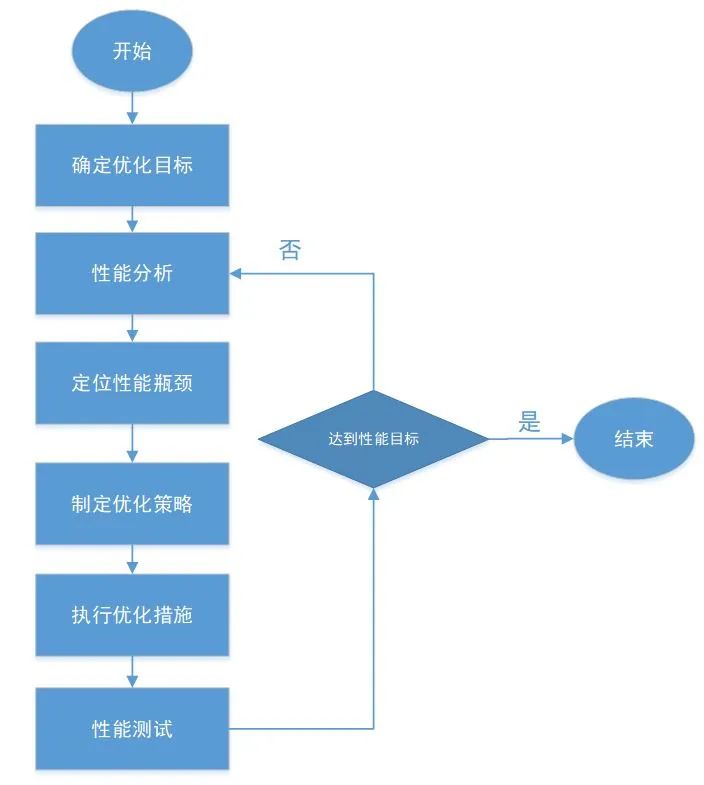 开始
确定优化目标
性能分析
定位性能瓶颈
制定优化策略
执行优化措施
性能测试
达到性能目标
否
是
结束